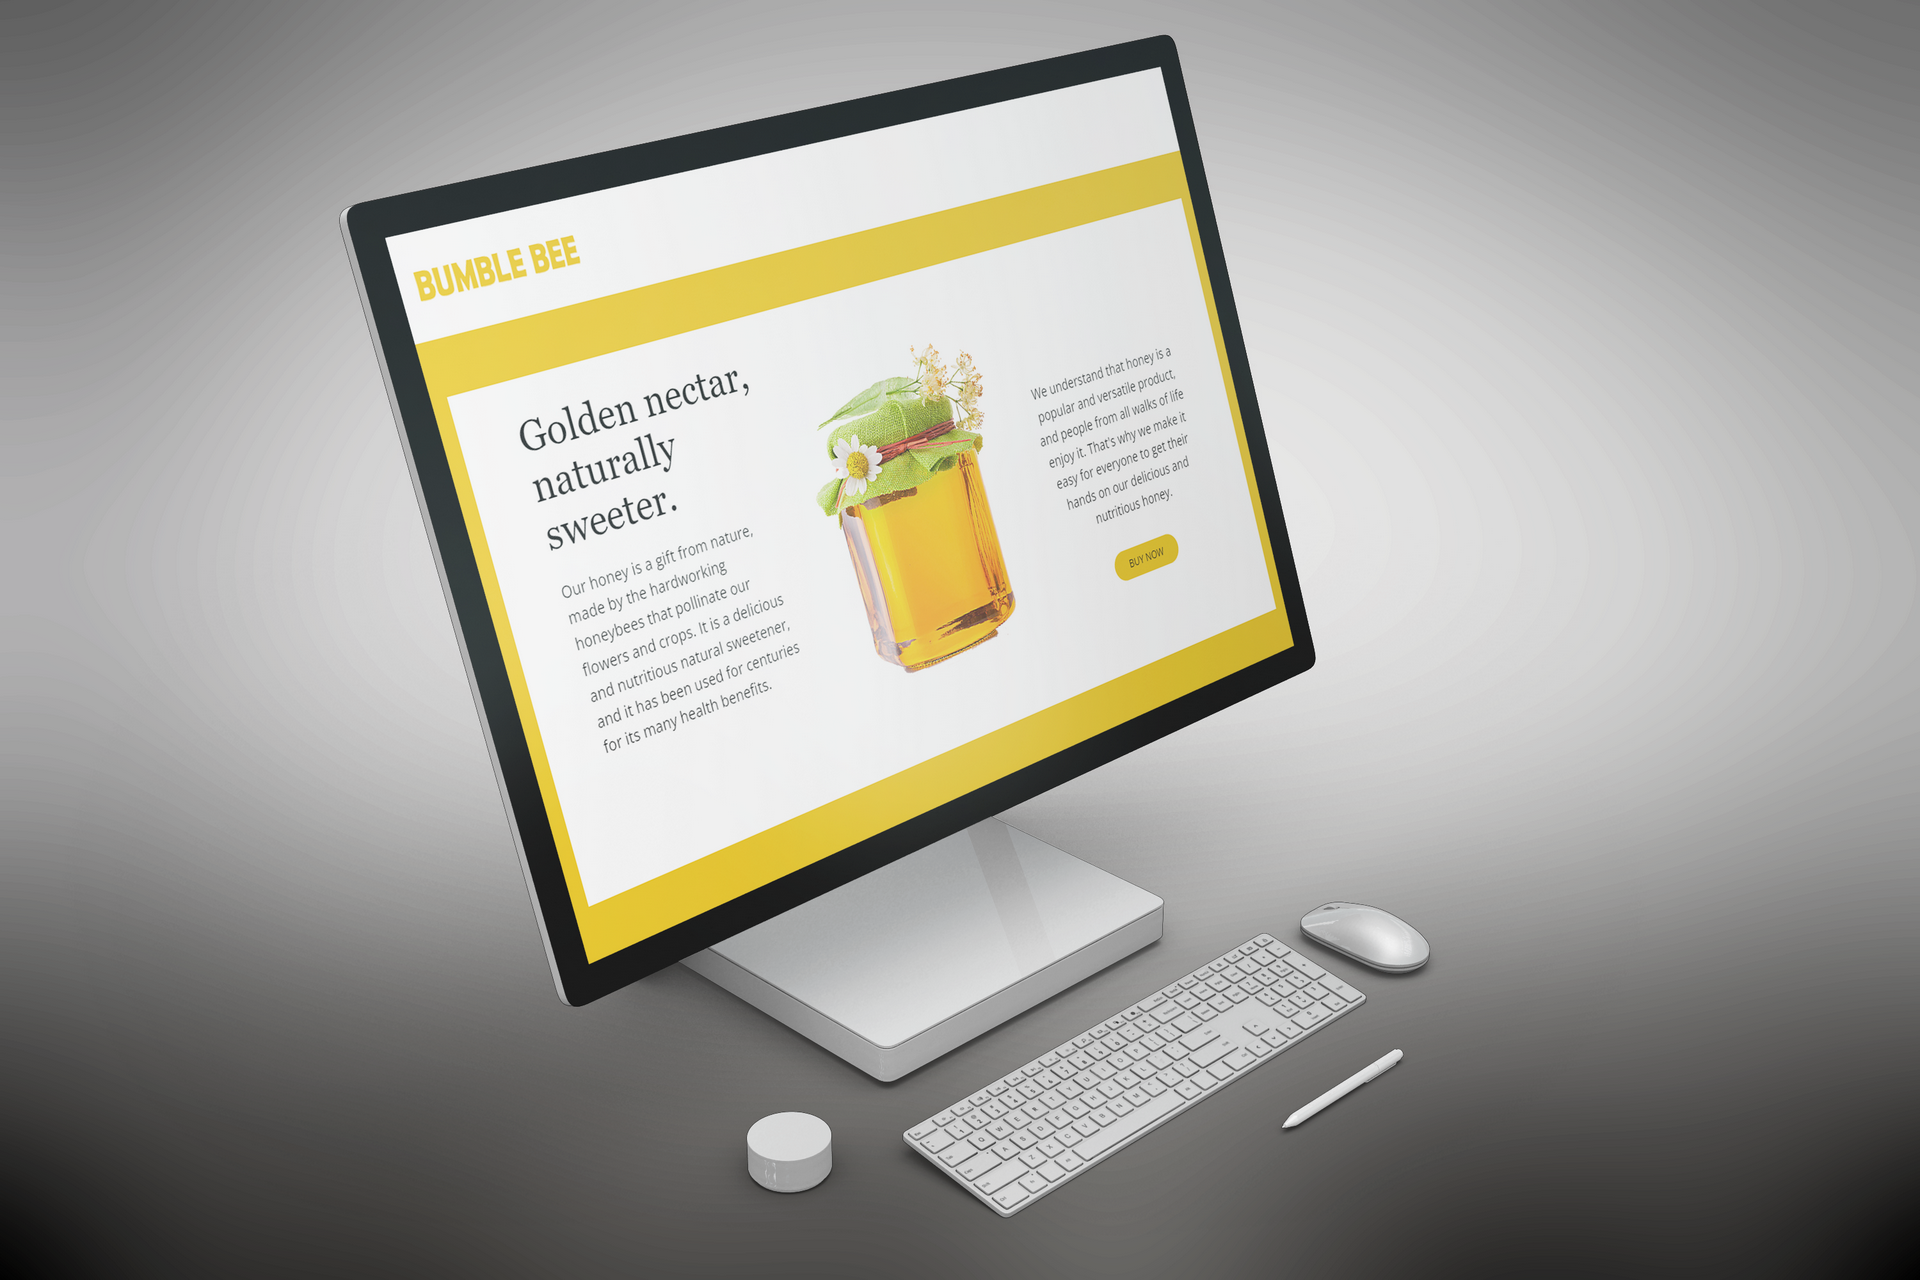 BUMBLE BEE
Golden nectar,
naturally
sweeter.
Our honey is a gift from nature,
made by the hardworking
honeybees that pollinate our
flowers and crops. It is a delicious
and nutritious natural sweetener,
and it has been used for centuries
for its many health benefits.
We understand that honey is a
popular and versatile product,
and people from all walks of life
enjoy it. That's why we make it
easy for everyone to get their
hands on our delicious and
nutritious honey.
BUY NOW